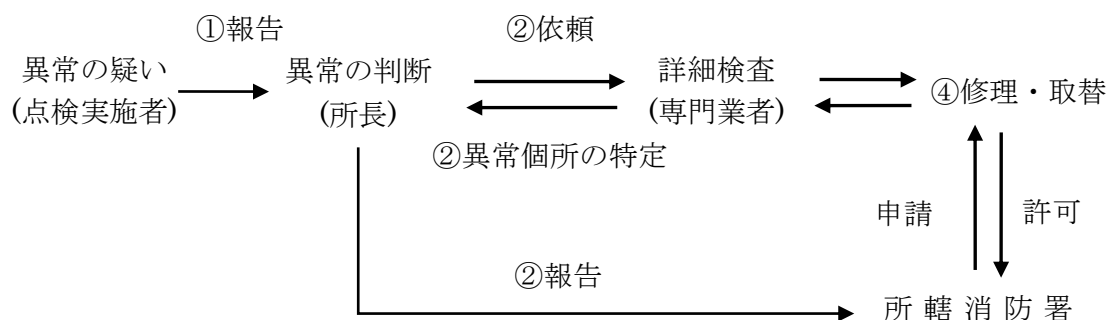 ①報告
②依頼
異常の疑い
(点検実施者)
異常の判断
(所長)
詳細検査
(専門業者)
④修理・取替
②異常個所の特定
申請
許可
②報告
所轄消防署